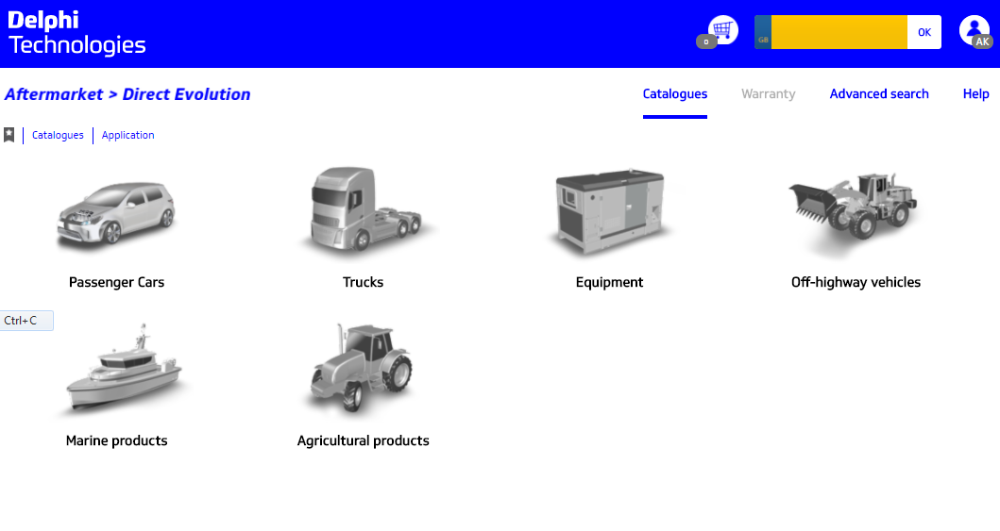 Delphi
Technologies
0
GB
OK
AK
Aftermarket > Direct Evolution
Catalogues
Warranty
Advanced search
Help
Catalogues
Application
Passenger Cars
Trucks
Equipment
Off-highway vehicles
Ctrl+C
Marine products
Agricultural products